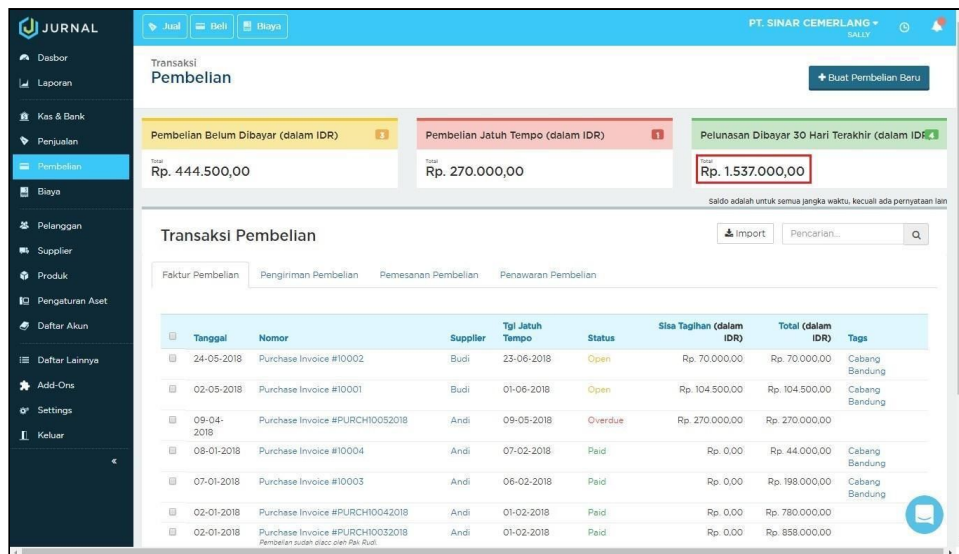 JURNAL
Jual Beli Biaya
PT. SINAR CEMERLANG
SALLY
Dasbor
Laporan
Kas & Bank
Penjualan
Pembelian
Biaya
Pelanggan
Supplier
Produk
Pengaturan Aset
Daftar Akun
Daftar Lainnya
Add-Ons
Settings
Keluar
«
Transaksi
Pembelian
+ Buat Pembelian Baru
Pembelian Belum Dibayar (dalam IDR) 3
Total
Rp. 444.500,00
Pembelian Jatuh Tempo (dalam IDR) 1
Total
Rp. 270.000,00
Pelunasan Dibayar 30 Hari Terakhir (dalam IDR 4
Total
Rp. 1.537.000,00
Saldo adalah untuk semua jangka waktu, kecuali ada pernyataan lain
Transaksi Pembelian
Import
Pencarian...
Faktur Pembelian Pengiriman Pembelian Pemesanan Pembelian Penawaran Pembelian
Tanggal Nomor Supplier Tgl Jatuh Tempo Status Sisa Tagihan (dalam IDR) Total (dalam IDR) Tags
24-05-2018 Purchase Invoice #10002 Budi 23-06-2018 Open Rp. 70.000,00 Rp. 70.000,00 Cabang Bandung
02-05-2018 Purchase Invoice #10001 Budi 01-06-2018 Open Rp. 104.500,00 Rp. 104.500,00 Cabang Bandung
09-04-2018 Purchase Invoice #PURCH10052018 Andi 09-05-2018 Overdue Rp. 270.000,00 Rp. 270.000,00
08-01-2018 Purchase Invoice #10004 Andi 07-02-2018 Paid Rp. 0,00 Rp. 44.000,00 Cabang Bandung
07-01-2018 Purchase Invoice #10003 Andi 06-02-2018 Paid Rp. 0,00 Rp. 198.000,00 Cabang Bandung
02-01-2018 Purchase Invoice #PURCH10042018 Andi 01-02-2018 Paid Rp. 0,00 Rp. 780.000,00
02-01-2018 Purchase Invoice #PURCH10032018 Andi 01-02-2018 Paid Rp. 0,00 Rp. 858.000,00
Pembelian sudah diacc oleh Pak Rudi.